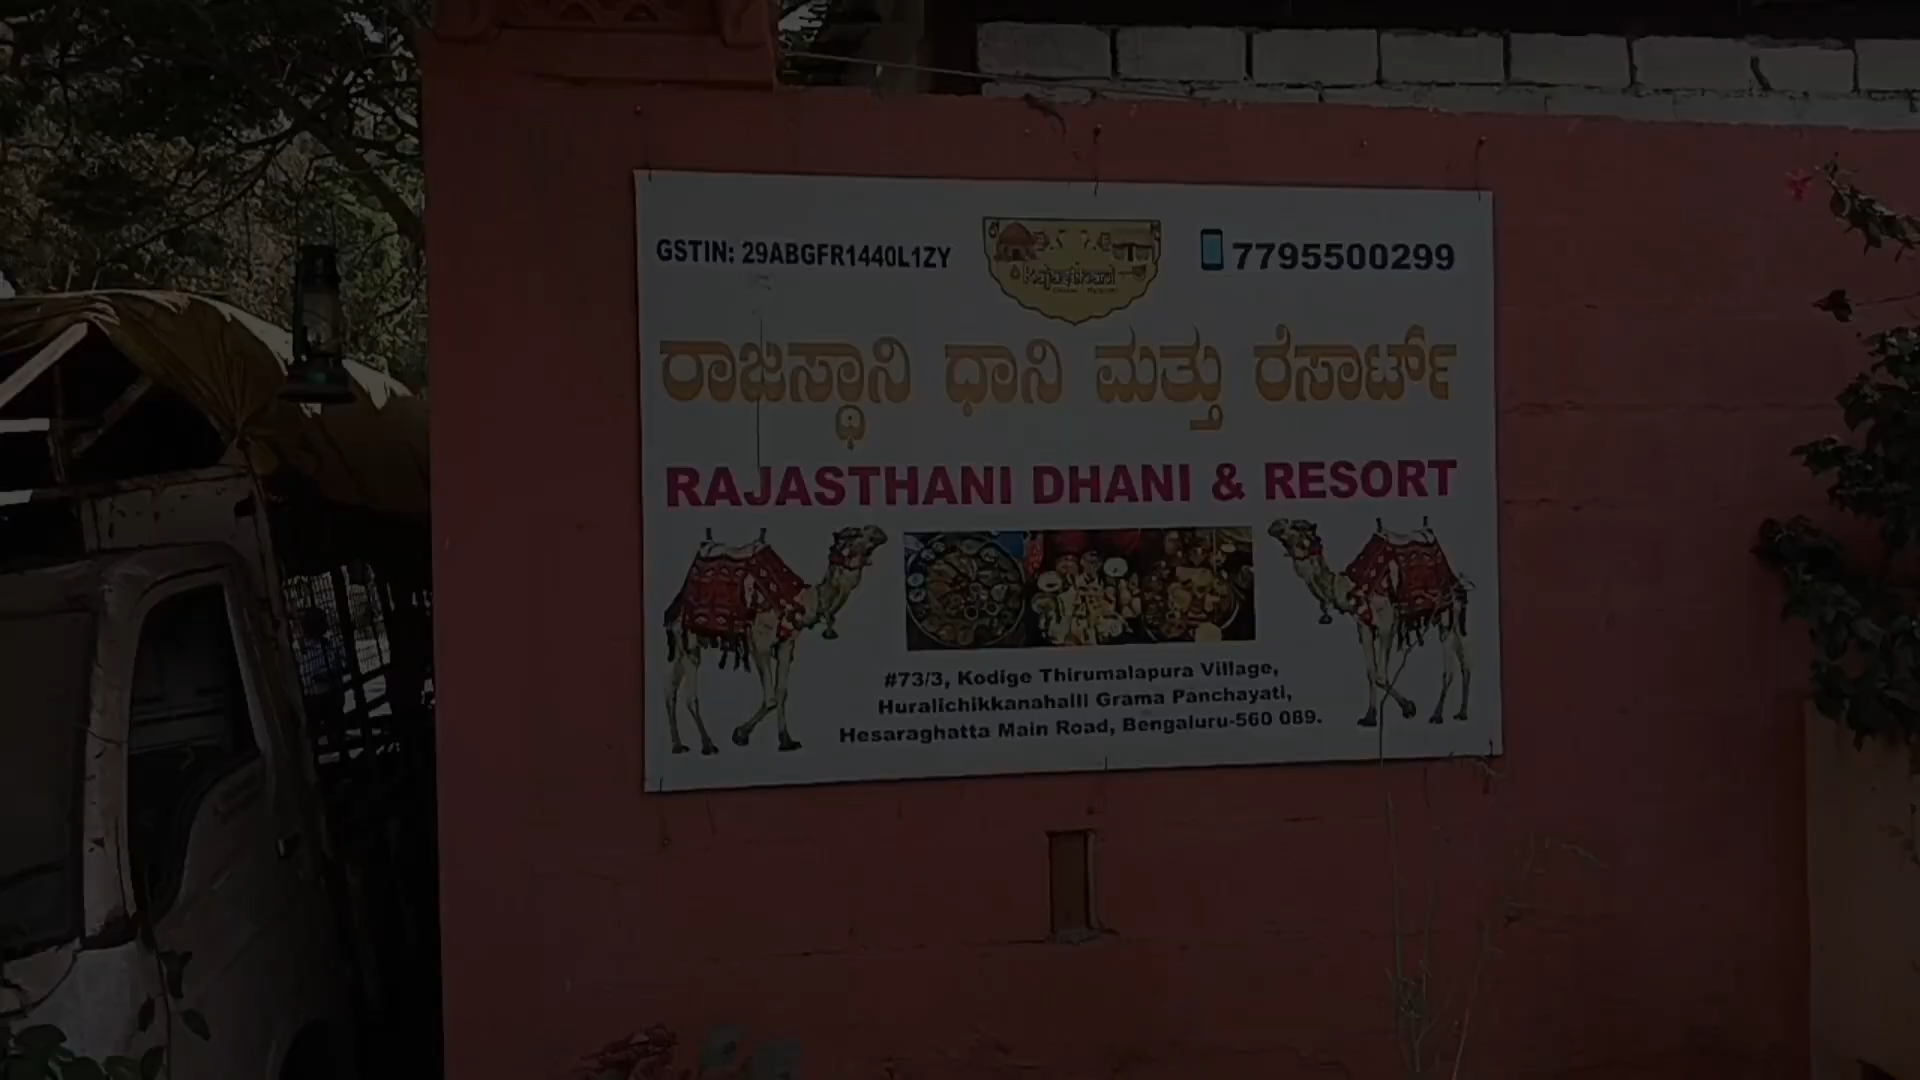 GSTIN: 29ABGFR1440L1ZY
Rajasthani
7795500299
ರಾಜಸ್ಥಾನಿ ಧಾನಿ ಮತ್ತು ರೆಸಾರ್ಟ್
RAJASTHANI DHANI & RESORT
#73/3, Kodige Thirumalapura Village,
Huralichikkanahalli Grama Panchayati,
Hesaraghatta Main Road, Bengaluru-560 089.